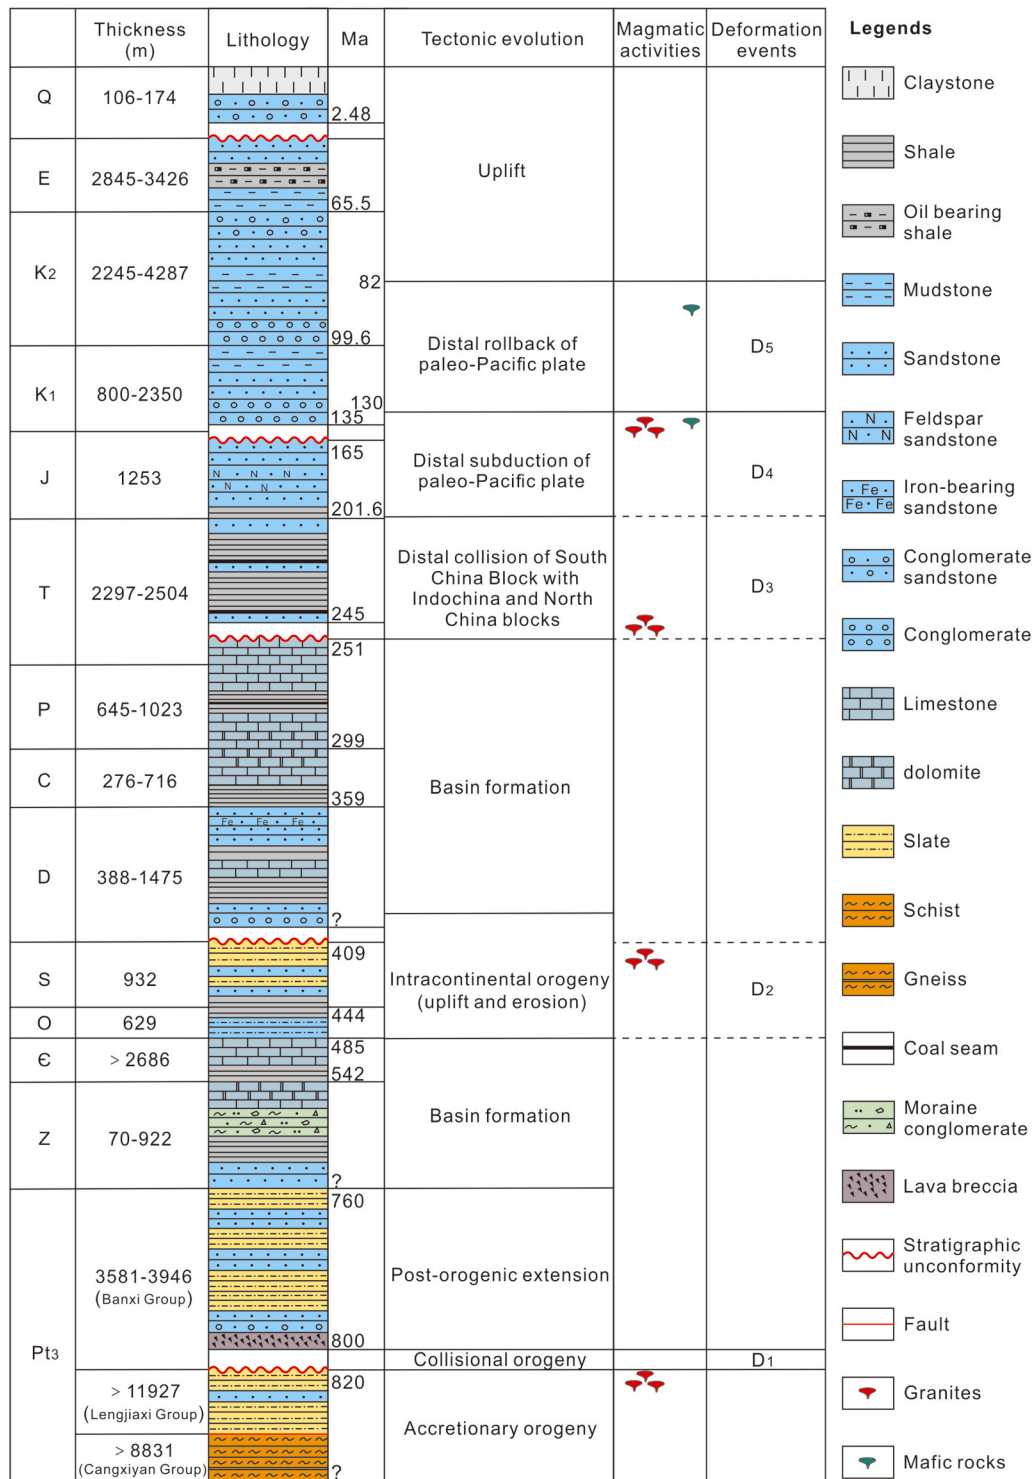 Thickness
(m)
Lithology
Ma
Tectonic evolution
Magmatic
activities
Deformation
events
Q
106-174
2.48
E
2845-3426
65.5
Uplift
K2
2245-4287
82
99.6
Distal rollback of
paleo-Pacific plate
D5
K1
800-2350
130
135
J
1253
165
N N N
N N
201.6
Distal subduction of
paleo-Pacific plate
D4
T
2297-2504
245
Distal collision of South
China Block with
Indochina and North
China blocks
D3
251
P
645-1023
299
C
276-716
359
Basin formation
D
388-1475
Fe Fe Fe
?
S
932
409
Intracontinental orogeny
(uplift and erosion)
D2
O
629
444
Є
> 2686
485
542
Basin formation
Z
70-922
?
Pt3
3581-3946
(Banxi Group)
760
800
Post-orogenic extension
Collisional orogeny
D1
> 11927
(Lengjiaxi Group)
820
Accretionary orogeny
> 8831
(Cangxiyan Group)
?
Legends
Claystone
Shale
Oil bearing
shale
Mudstone
Sandstone
N
N N
Feldspar
sandstone
Fe
Fe Fe
Iron-bearing
sandstone
Conglomerate
sandstone
Conglomerate
Limestone
dolomite
Slate
Schist
Gneiss
Coal seam
Moraine
conglomerate
Lava breccia
Stratigraphic
unconformity
Fault
Granites
Mafic rocks